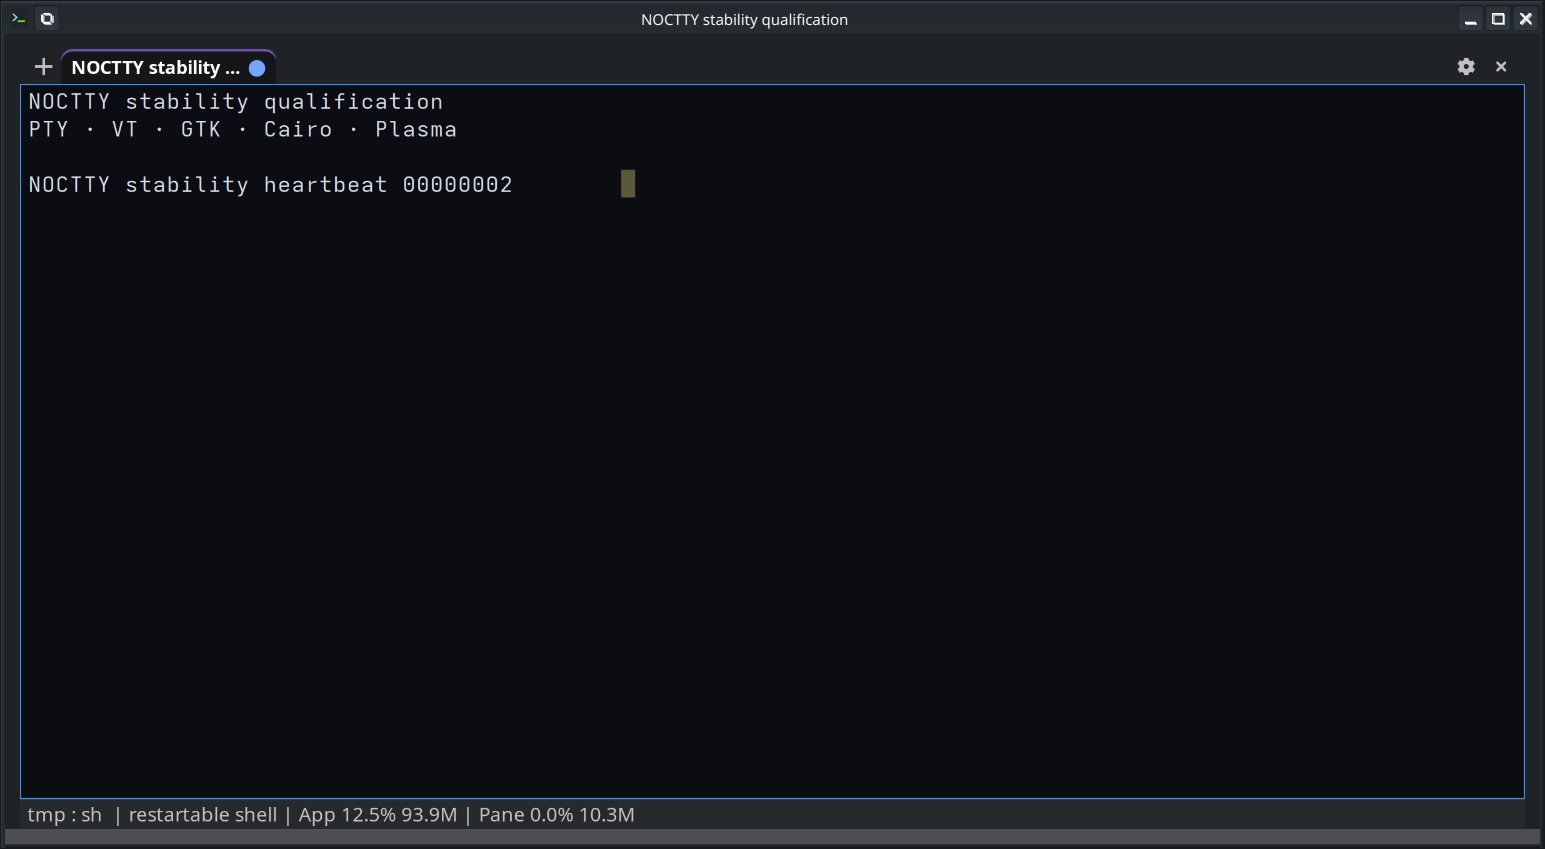 NOCTTY stability qualification
NOCTTY stability ...
NOCTTY stability qualification
PTY · VT · GTK · Cairo · Plasma
NOCTTY stability heartbeat 00000002
tmp : sh | restartable shell | App 12.5% 93.9M | Pane 0.0% 10.3M